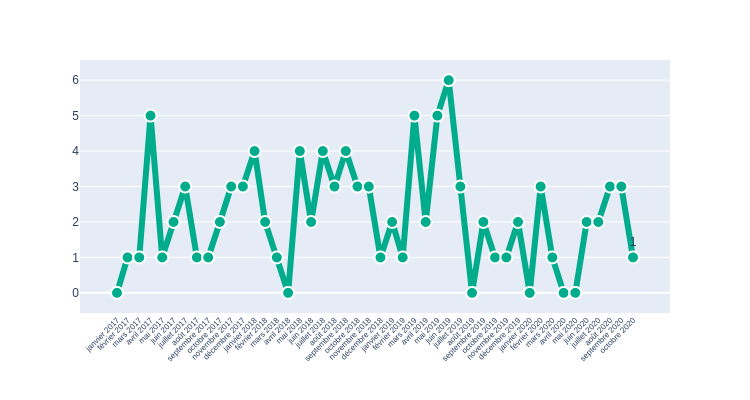 6
5
4
3
2
1
0
1
janvier 2017
février 2017
mars 2017
avril 2017
mai 2017
juin 2017
juillet 2017
août 2017
septembre 2017
octobre 2017
novembre 2017
décembre 2017
janvier 2018
février 2018
mars 2018
avril 2018
mai 2018
juin 2018
juillet 2018
août 2018
septembre 2018
octobre 2018
novembre 2018
décembre 2018
janvier 2019
février 2019
mars 2019
avril 2019
mai 2019
juin 2019
juillet 2019
août 2019
septembre 2019
octobre 2019
novembre 2019
décembre 2019
janvier 2020
février 2020
mars 2020
avril 2020
mai 2020
juin 2020
juillet 2020
août 2020
septembre 2020
octobre 2020